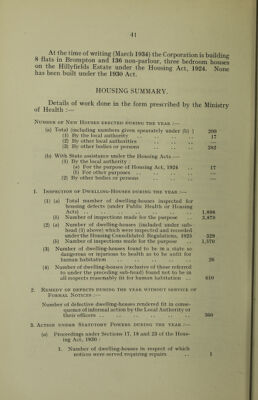 41
At the time of writing (March 1934) the Corporation is building
8 flats in Brompton and 136 non-parlour, three bedroom houses
on the Hillyfields Estate under the Housing Act, 1924. None
has been built under the 1930 Act.
HOUSING SUMMARY.
Details of work done in the form prescribed by the Ministry
of Health :—
NUMBER OF NEW HOUSES ERECTED DURING THE YEAR :—
(a) Total (including numbers given separately under (b) ) 299
(1) By the local authority .. .. .. .. 17
(2) By other local authorities .. .. .. ..
(3) By other bodies or persons .. .. .. 282
(b) With State assistance under the Housing Acts —
(1) By the local authority
(a) For the purpose of Housing Act, 1924 .. 17
(b) For other purposes .. .. .. —
(2) By other bodies or persons .. .. .. —
1. INSPECTION OF DWELLING-HOUSES DURING THE YEAR :—
(1) (a) Total number of dwelling-houses inspected for
housing defects (under Public Health or Housing
Acts) .. .. .. .. .. ..
(b) Number of inspections made for the purpose ..
(2) (a) Number of dwelling-houses (included under sub-
head (1) above) which were inspected and recorded
under the Housing Consolidated Regulations, 1925 529
(b) Number of inspections made for the purpose .. 1,570
(3) Number of dwelling-houses found to be in a state so
dangerous or injurious to health as to be unfit for
human habitation .. .. .. .. .. 26
(4) Number of dwelling-houses (exclusive of those referred
to under the preceding sub-head) found not to be in
all respects reasonably fit for human habitation .. 410
2. REMEDY OF DEFECTS DURING THE YEAR WITHOUT SERVICE OF
FORMAL NOTICES :—
Number of defective dwelling-houses rendered fit in conse-
quence of informal action by the Local Authority or
their officers .. .. .. .. .. 360
3. ACTION UNDER STATUTORY POWERS DURING THE YEAR :—
(a) Proceedings under Sections 17, 18 and 23 of the Hous-
ing Act, 1930 :
1. Number of dwelling-houses in respect of which
notices were served requiring repairs .. .. 1